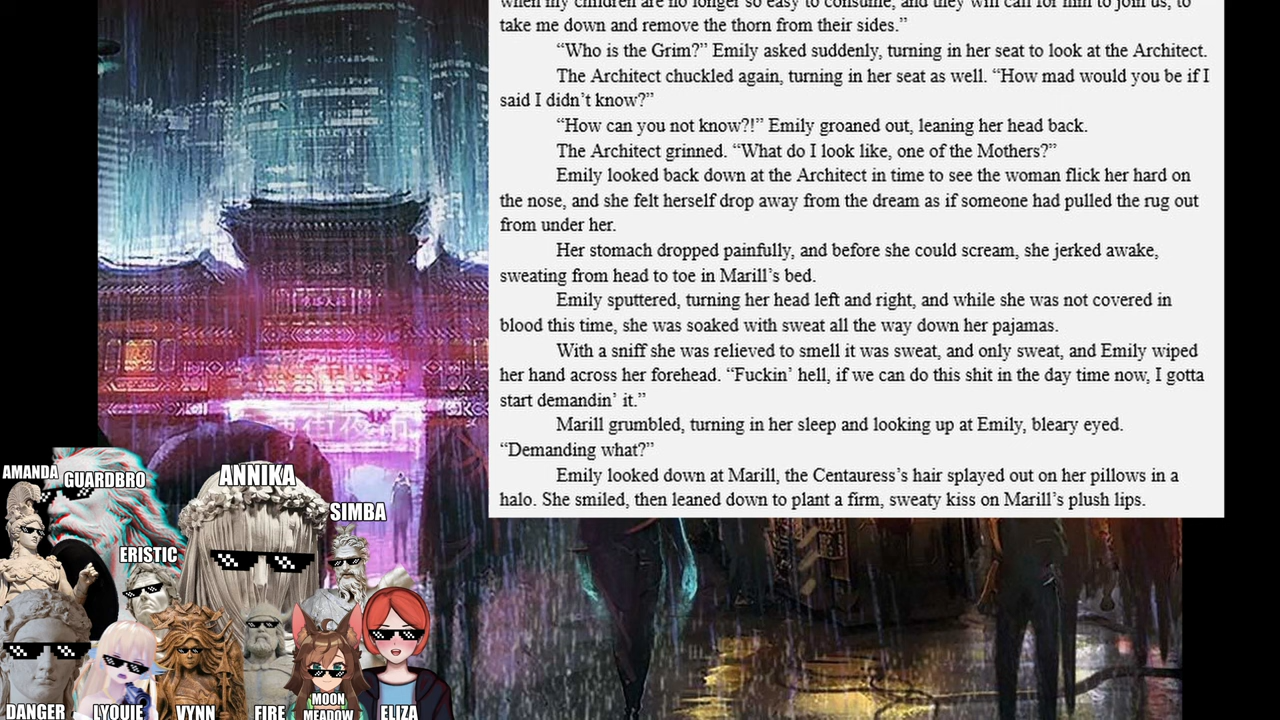 when my children are no longer so easy to consume, and they will call for him to join us, to
take me down and remove the thorn from their sides.”
“Who is the Grim?” Emily asked suddenly, turning in her seat to look at the Architect.
The Architect chuckled again, turning in her seat as well. “How mad would you be if I
said I didn’t know?”
“How can you not know?!” Emily groaned out, leaning her head back.
The Architect grinned. “What do I look like, one of the Mothers?”
Emily looked back down at the Architect in time to see the woman flick her hard on
the nose, and she felt herself drop away from the dream as if someone had pulled the rug out
from under her.
Her stomach dropped painfully, and before she could scream, she jerked awake,
sweating from head to toe in Marill’s bed.
Emily sputtered, turning her head left and right, and while she was not covered in
blood this time, she was soaked with sweat all the way down her pajamas.
With a sniff she was relieved to smell it was sweat, and only sweat, and Emily wiped
her hand across her forehead. “Fuckin’ hell, if we can do this shit in the day time now, I gotta
start demandin’ it.”
Marill grumbled, turning in her sleep and looking up at Emily, bleary eyed.
“Demanding what?”
Emily looked down at Marill, the Centauress’s hair splayed out on her pillows in a
halo. She smiled, then leaned down to plant a firm, sweaty kiss on Marill’s plush lips.
AMANDA
GUARDBRO
ANNIKA
SIMBA
ERISTIC
DANGER
LYQUIE
VYNN
FIRE
MOON
MEADOW
ELIZA